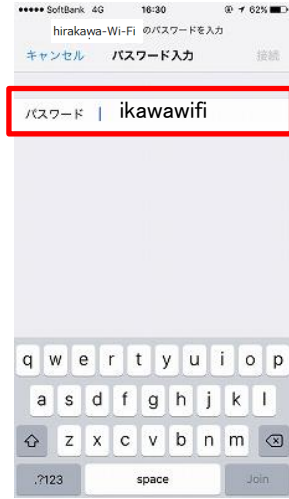 SoftBank 4G 16:30 62%
hirakawa-Wi-Fi のパスワードを入力
キャンセル パスワード入力 接続
パスワード ikawawifi
q w e r t y u i o p
a s d f g h j k l
z x c v b n m
.?123 space Join